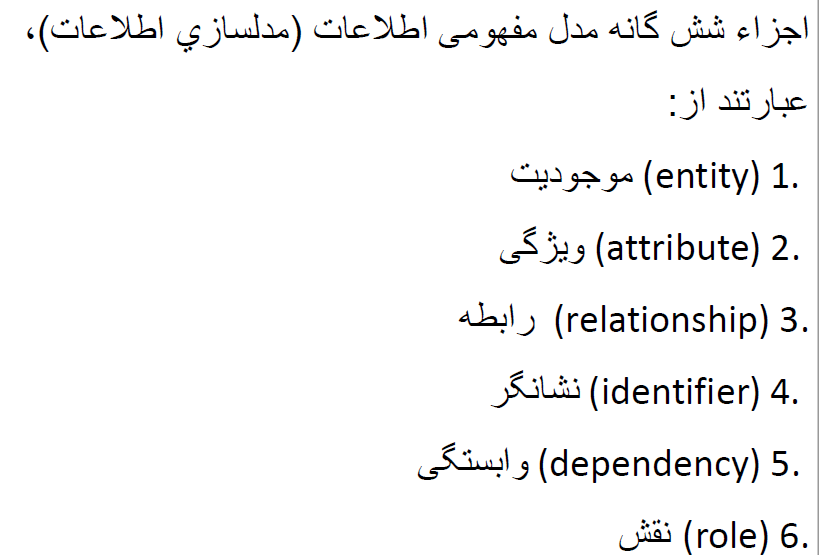 اجزاء شش گانه مدل مفهومی اطلاعات (مدلسازي اطلاعات)،
عبارتند از:
1. (entity) موجودیت
2. (attribute) ویژگی
3. (relationship) رابطه
4. (identifier) نشانگر
5. (dependency) وابستگی
6. (role) نقش